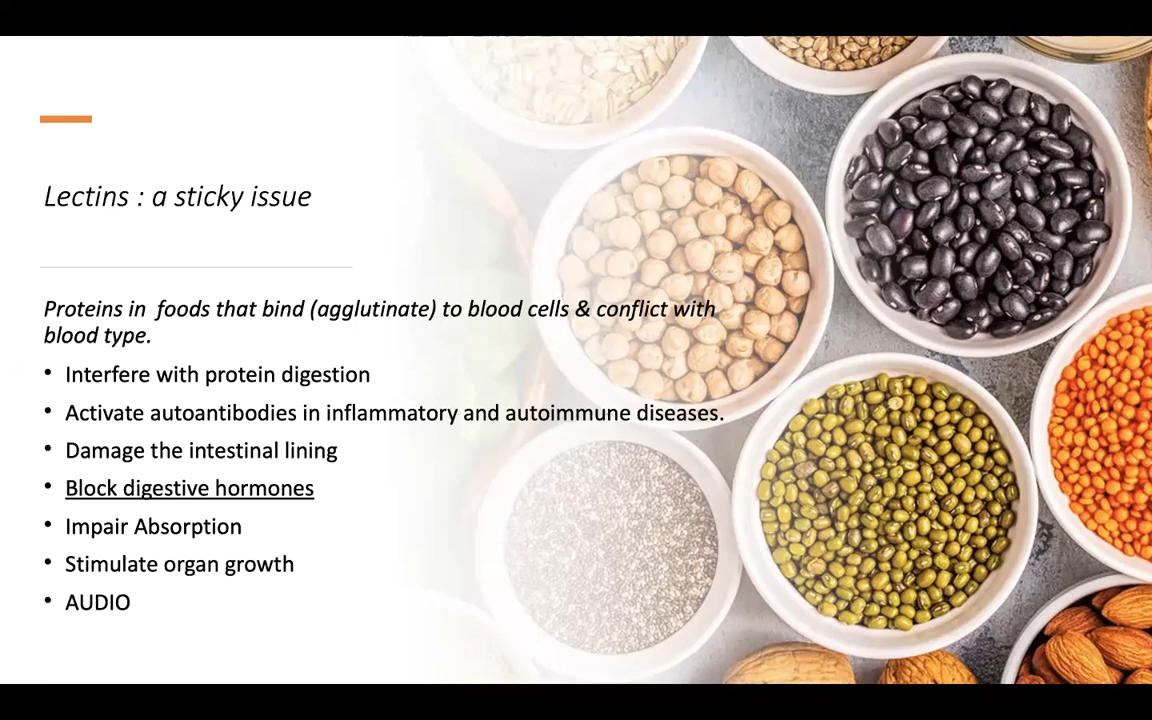 Lectins : a sticky issue
Proteins in  foods that bind (agglutinate) to blood cells & conflict with
blood type.
• Interfere with protein digestion
• Activate autoantibodies in inflammatory and autoimmune diseases.
• Damage the intestinal lining
• Block digestive hormones
• Impair Absorption
• Stimulate organ growth
• AUDIO